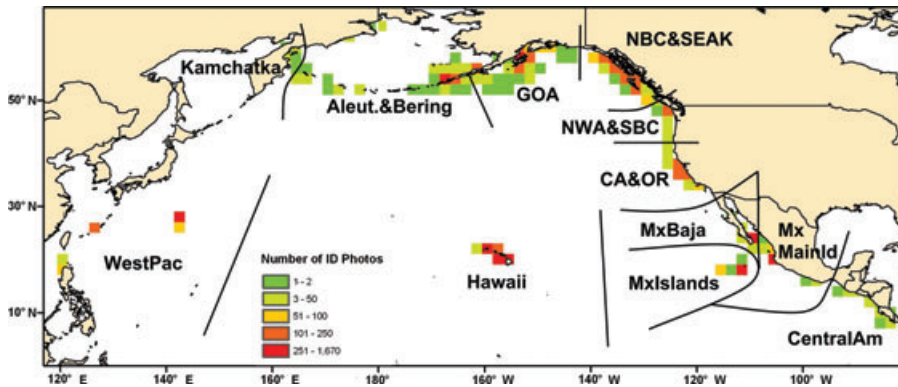 NBC&SEAK
Kamchatka
50°N
Aleut.&Bering
GOA
NWA&SBC
CA&OR
30°N
MxBaja
Mx
Mainld
WestPac
Number of ID Photos
1 - 2
3 - 50
51 - 100
101 - 250
251 - 1,670
Hawaii
MxIslands
10°N
CentralAm
120° E
140° E
160° E
180°
160° W
140° W
120° W
100° W